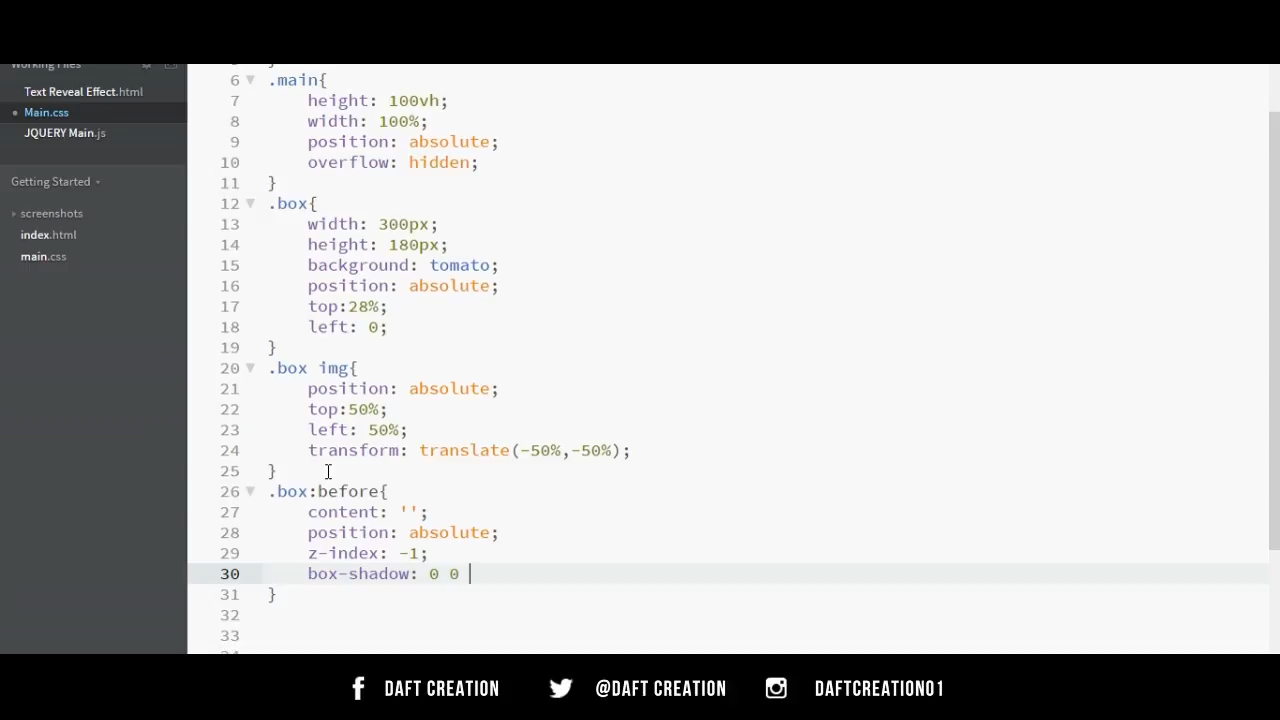 Working Files
Text Reveal Effect.html
Main.css
JQUERY Main.js
Getting Started
screenshots
index.html
main.css
6 .main{
7 height: 100vh;
8 width: 100%;
9 position: absolute;
10 overflow: hidden;
11 }
12 .box{
13 width: 300px;
14 height: 180px;
15 background: tomato;
16 position: absolute;
17 top:28%;
18 left: 0;
19 }
20 .box img{
21 position: absolute;
22 top:50%;
23 left: 50%;
24 transform: translate(-50%,-50%);
25 }
26 .box:before{
27 content: '';
28 position: absolute;
29 z-index: -1;
30 box-shadow: 0 0
31 }
32
33
DAFT CREATION
@DAFT CREATION
DAFTCREATION01